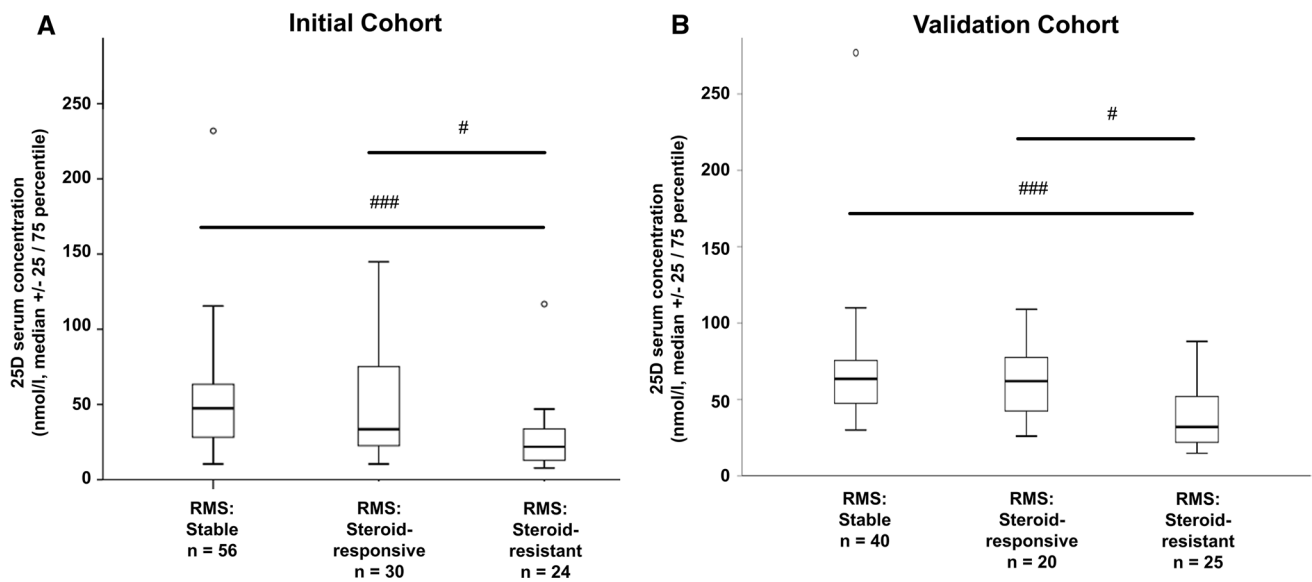 A
Initial Cohort
25D serum concentration
(nmol/l, median +/- 25 / 75 percentile)
250
200
150
100
50
0
#
###
RMS:
Stable
n = 56
RMS:
Steroid-
responsive
n = 30
RMS:
Steroid-
resistant
n = 24
B
Validation Cohort
25D serum concentration
(nmol/l, median +/- 25 / 75 percentile)
250
200
150
100
50
0
#
###
RMS:
Stable
n = 40
RMS:
Steroid-
responsive
n = 20
RMS:
Steroid-
resistant
n = 25